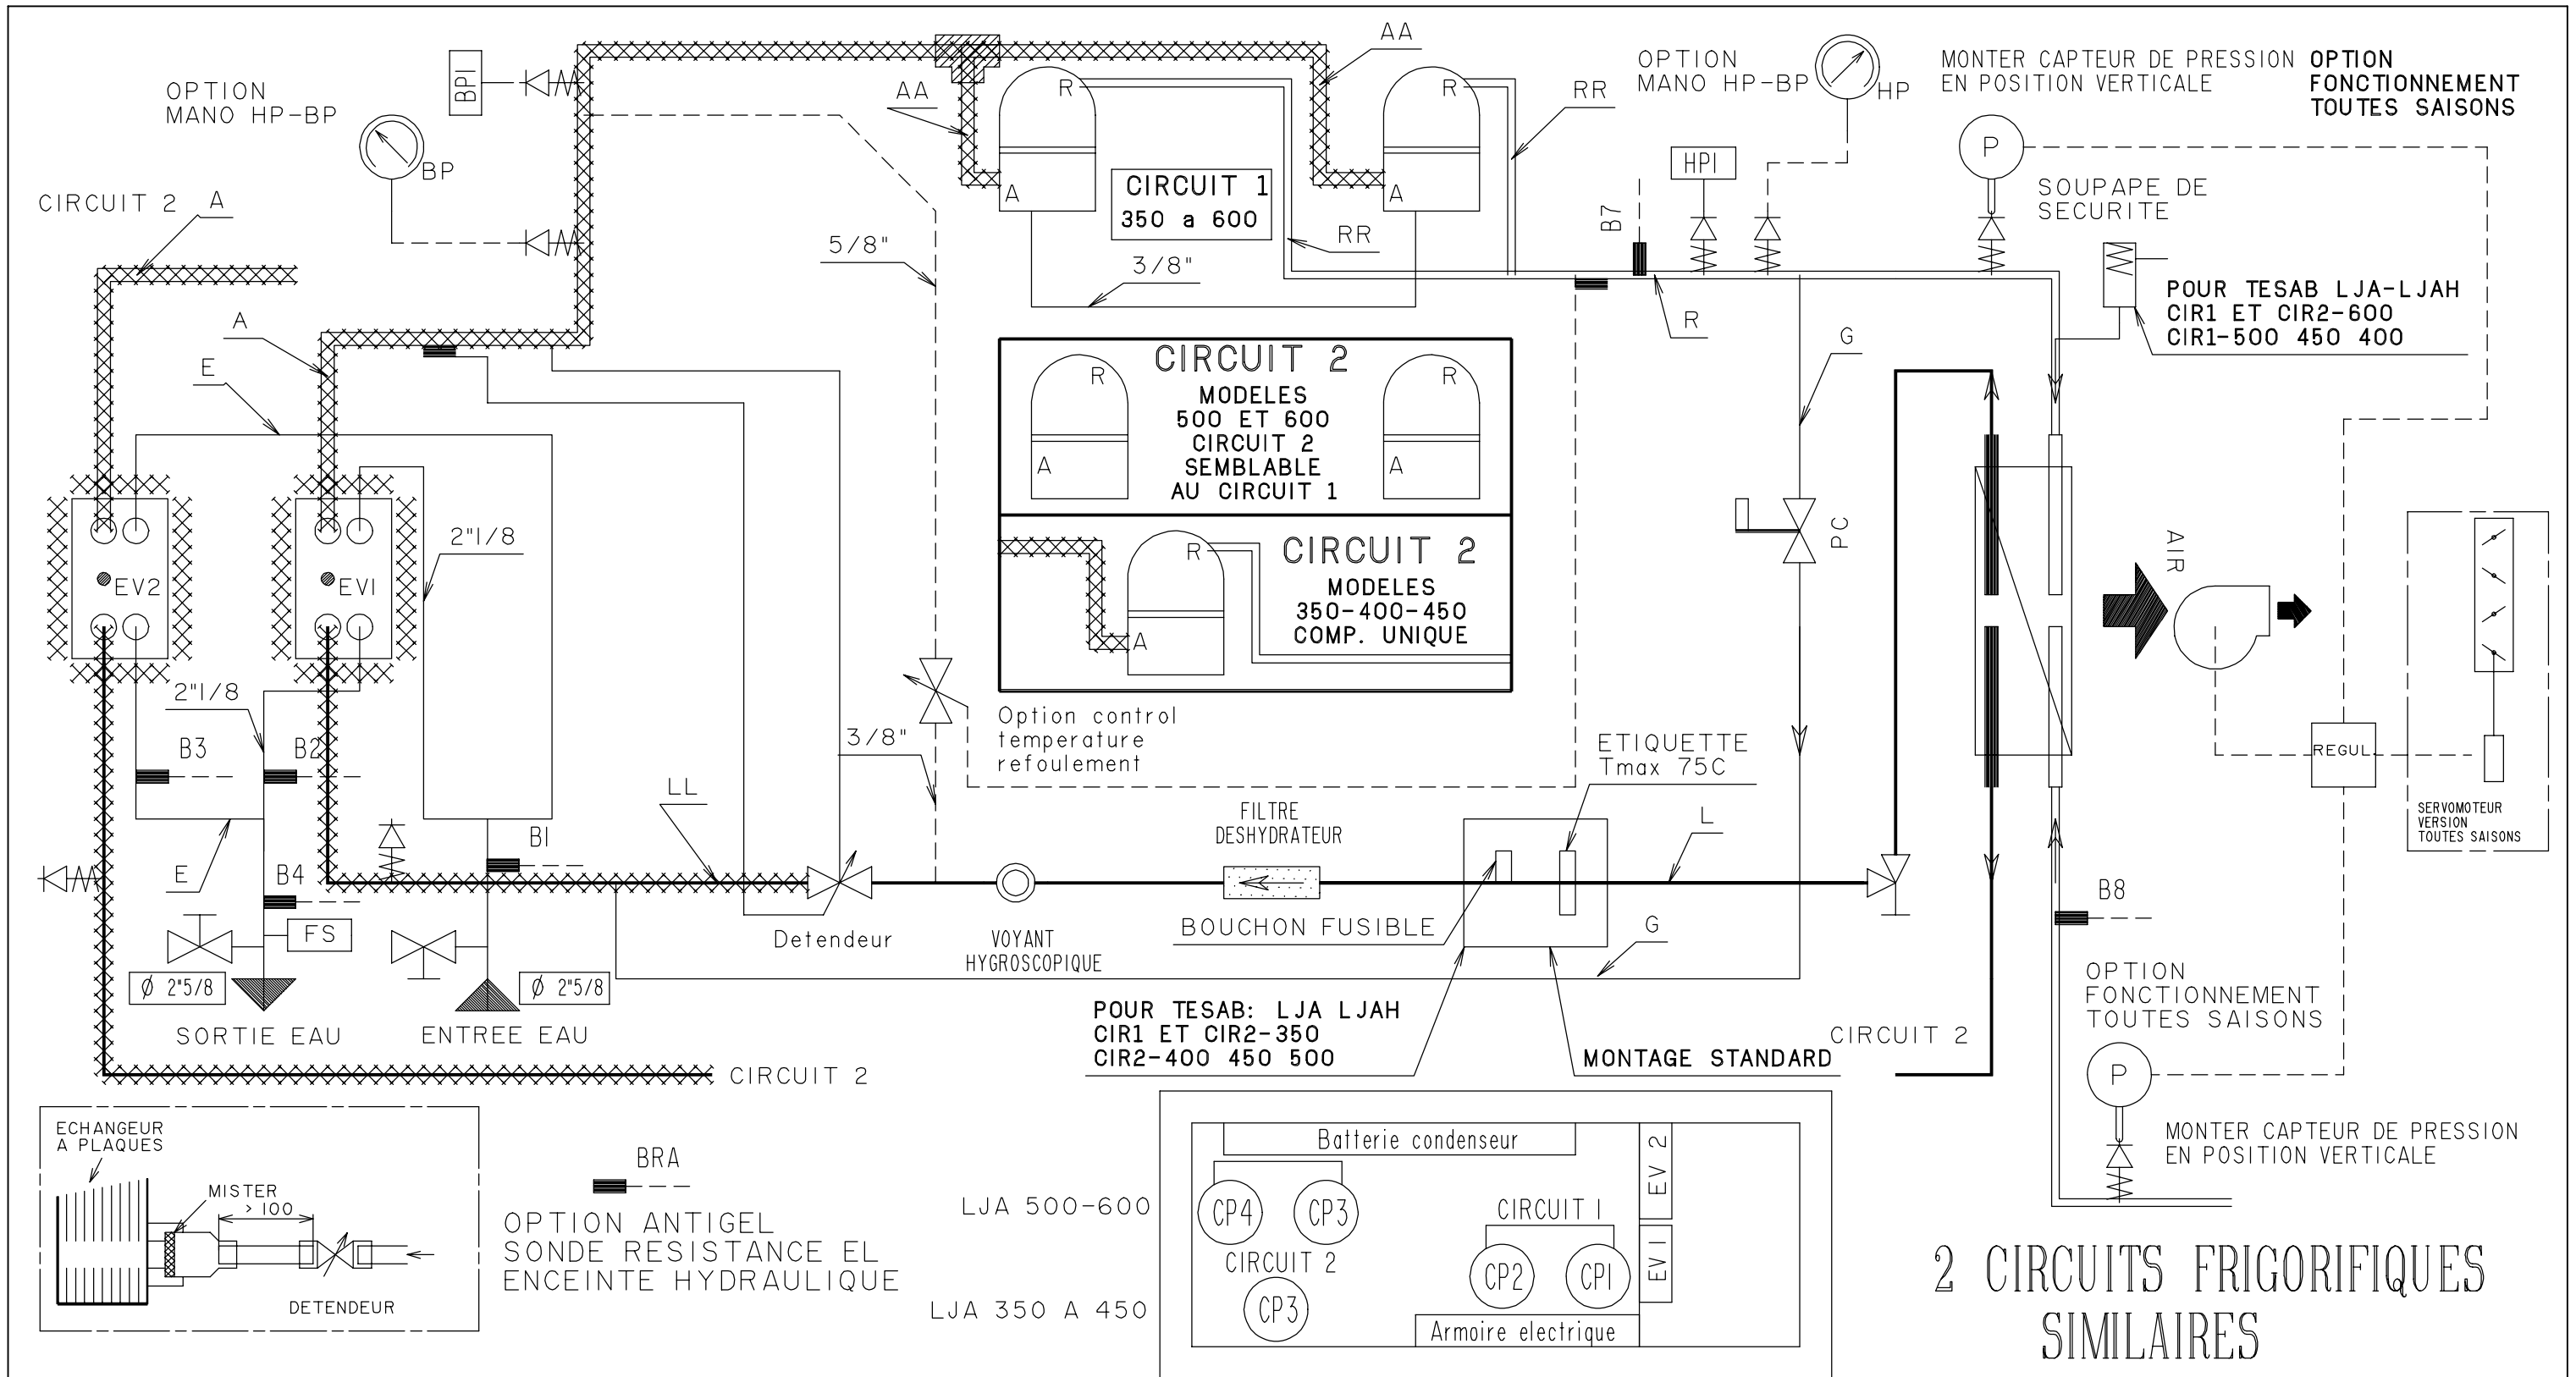 OPTION
MANO HP-BP
BP1
BP
CIRCUIT 2
A
A
E
AA
AA
R
R
A
A
CIRCUIT 1
350 a 600
RR
RR
5/8"
3/8"
OPTION
MANO HP-BP
HP
HP1
B7
R
MONTER CAPTEUR DE PRESSION
EN POSITION VERTICALE
OPTION
FONCTIONNEMENT
TOUTES SAISONS
P
SOUPAPE DE
SECURITE
POUR TESAB LJA-LJAH
CIR1 ET CIR2-600
CIR1-500 450 400
G
CIRCUIT 2
MODELES
500 ET 600
CIRCUIT 2
SEMBLABLE
AU CIRCUIT 1
R
R
A
A
R
A
CIRCUIT 2
MODELES
350-400-450
COMP. UNIQUE
PC
AIR
REGUL.
SERVOMOTEUR
VERSION
TOUTES SAISONS
EV2
EV1
2"1/8
2"1/8
B3
B2
E
B4
B1
FS
Ø 2"5/8
Ø 2"5/8
SORTIE EAU
ENTREE EAU
CIRCUIT 2
LL
3/8"
Option control
temperature
refoulement
Detendeur
VOYANT
HYGROSCOPIQUE
FILTRE
DESHYDRATEUR
ETIQUETTE
Tmax 75C
BOUCHON FUSIBLE
L
G
POUR TESAB: LJA LJAH
CIR1 ET CIR2-350
CIR2-400 450 500
MONTAGE STANDARD
CIRCUIT 2
B8
OPTION
FONCTIONNEMENT
TOUTES SAISONS
P
MONTER CAPTEUR DE PRESSION
EN POSITION VERTICALE
ECHANGEUR
A PLAQUES
MISTER
> 100
DETENDEUR
BRA
OPTION ANTIGEL
SONDE RESISTANCE EL
ENCEINTE HYDRAULIQUE
LJA 500-600
LJA 350 A 450
Batterie condenseur
CP4
CP3
CIRCUIT 2
CP3
CIRCUIT 1
CP2
CP1
EV 2
EV 1
Armoire electrique
2 CIRCUITS FRIGORIFIQUES
SIMILAIRES